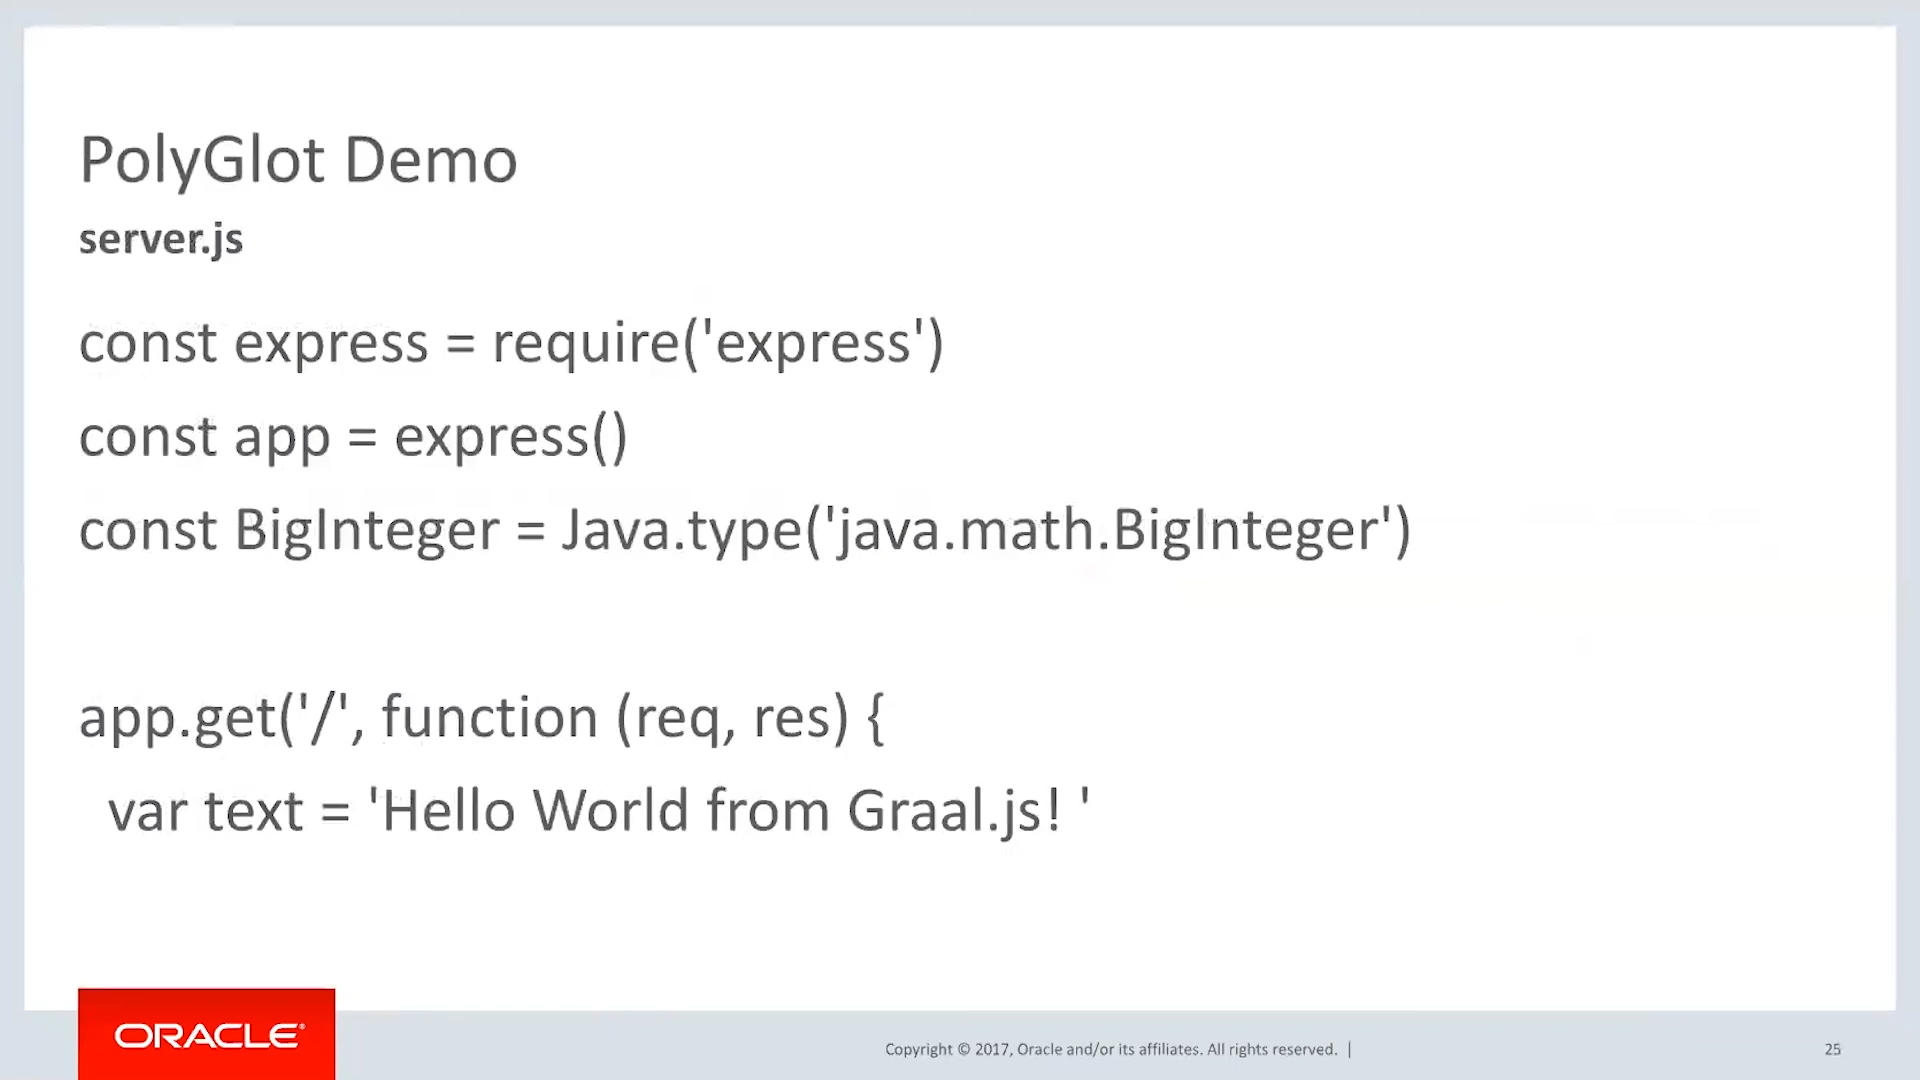 PolyGlot Demo
server.js
const express = require('express')
const app = express()
const BigInteger = Java.type('java.math.BigInteger')
app.get('/', function (req, res) {
var text = 'Hello World from Graal.js! '
ORACLE®
Copyright © 2017, Oracle and/or its affiliates. All rights reserved. |
25